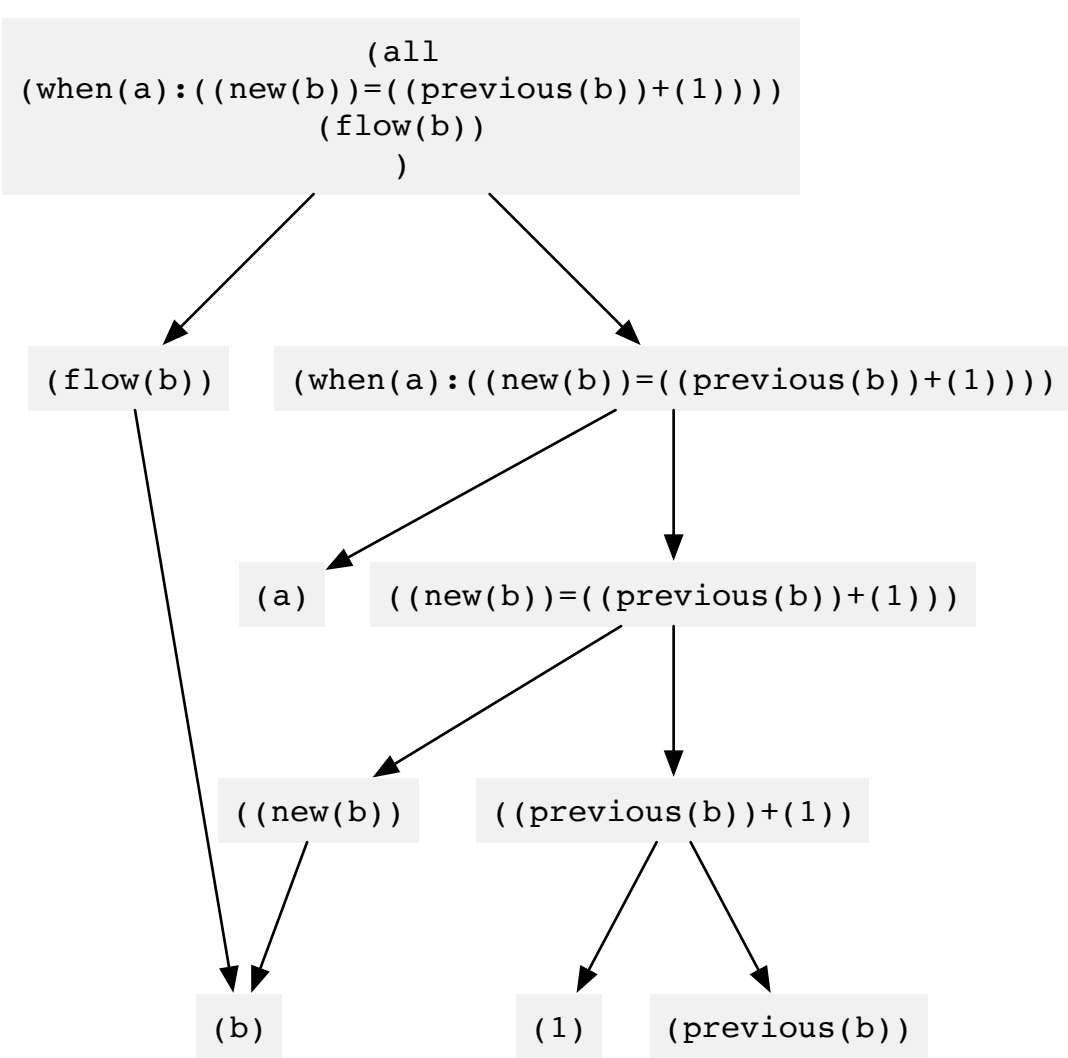 (all
(when(a):((new(b))=((previous(b))+(1))))
(flow(b))
)
(flow(b))
(when(a):((new(b))=((previous(b))+(1))))
(a)
((new(b))=((previous(b))+(1)))
((new(b))
((previous(b))+(1))
(b)
(1)
(previous(b))